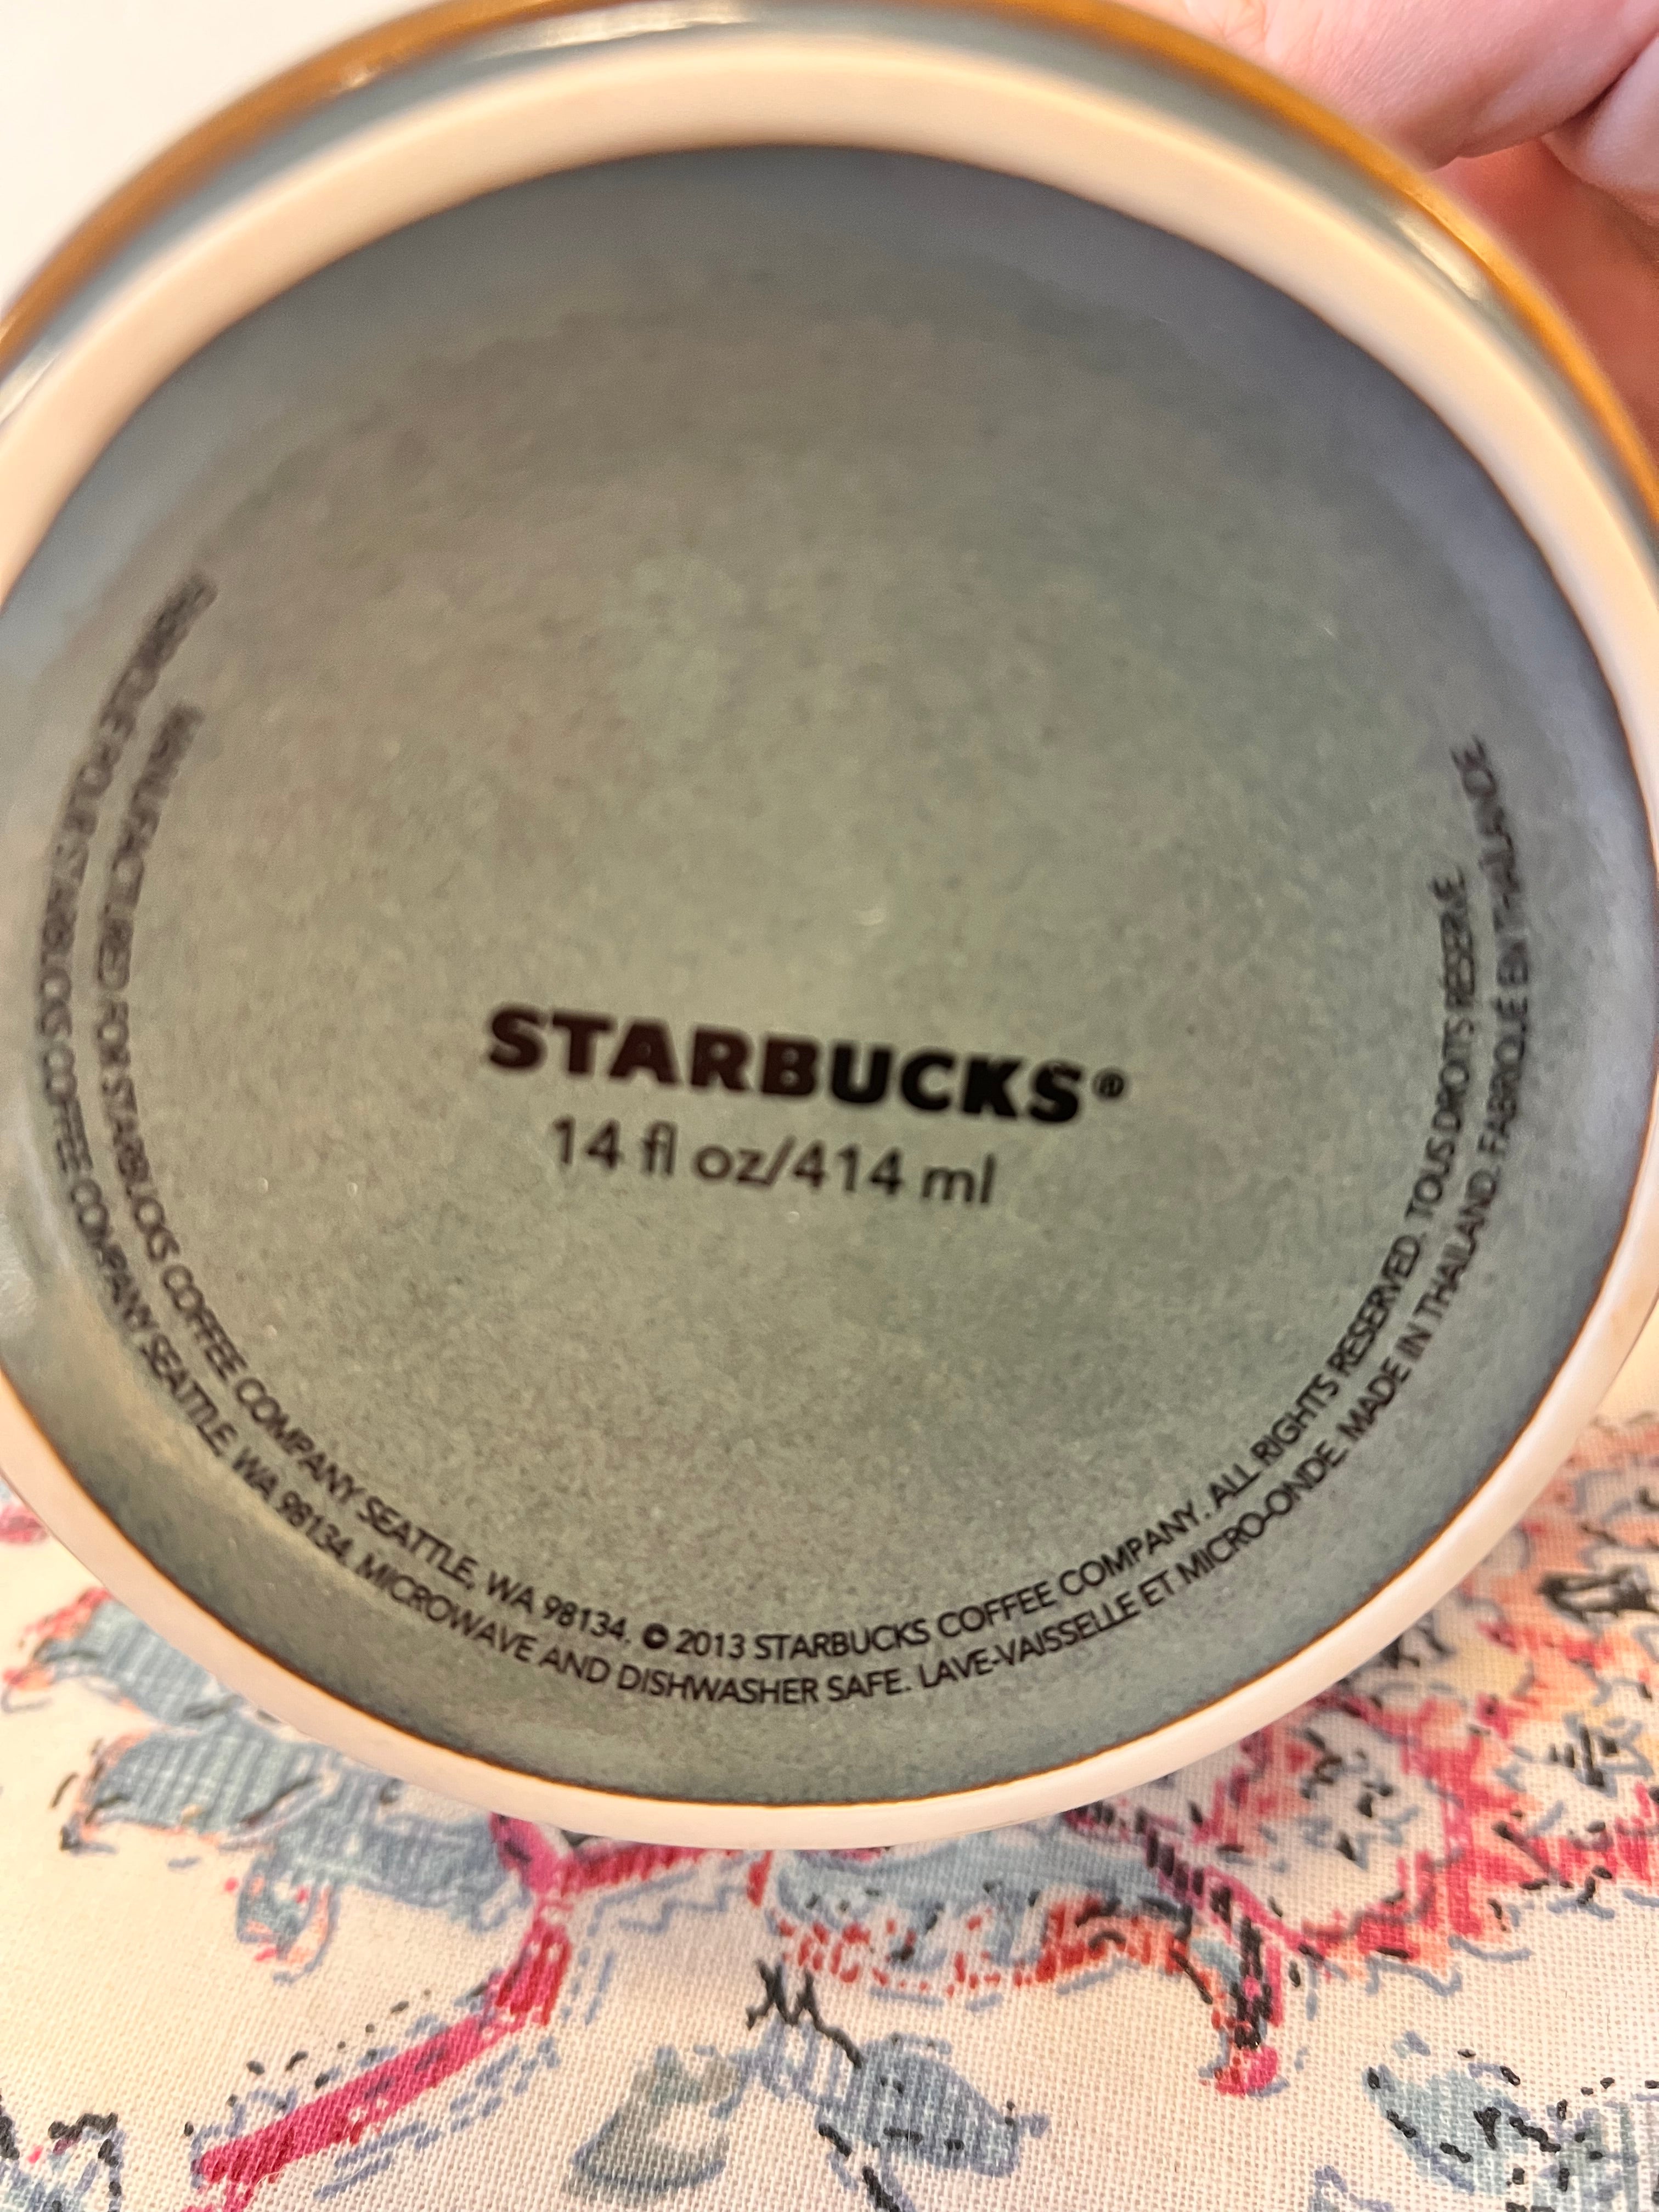 STARBUCKS®
14 fl oz/414 ml
MANUFACTURED FOR STARBUCKS COFFEE COMPANY SEATTLE, WA 98134. © 2013 STARBUCKS COFFEE COMPANY. ALL RIGHTS RESERVED. TOUS DROITS RÉSERVÉ.
STARBUCKS COFFEE COMPANY SEATTLE, WA 98134. MICROWAVE AND DISHWASHER SAFE. LAVE-VAISSELLE ET MICRO-ONDE. MADE IN THAILAND. FABRIQUÉ EN THAÏLANDE